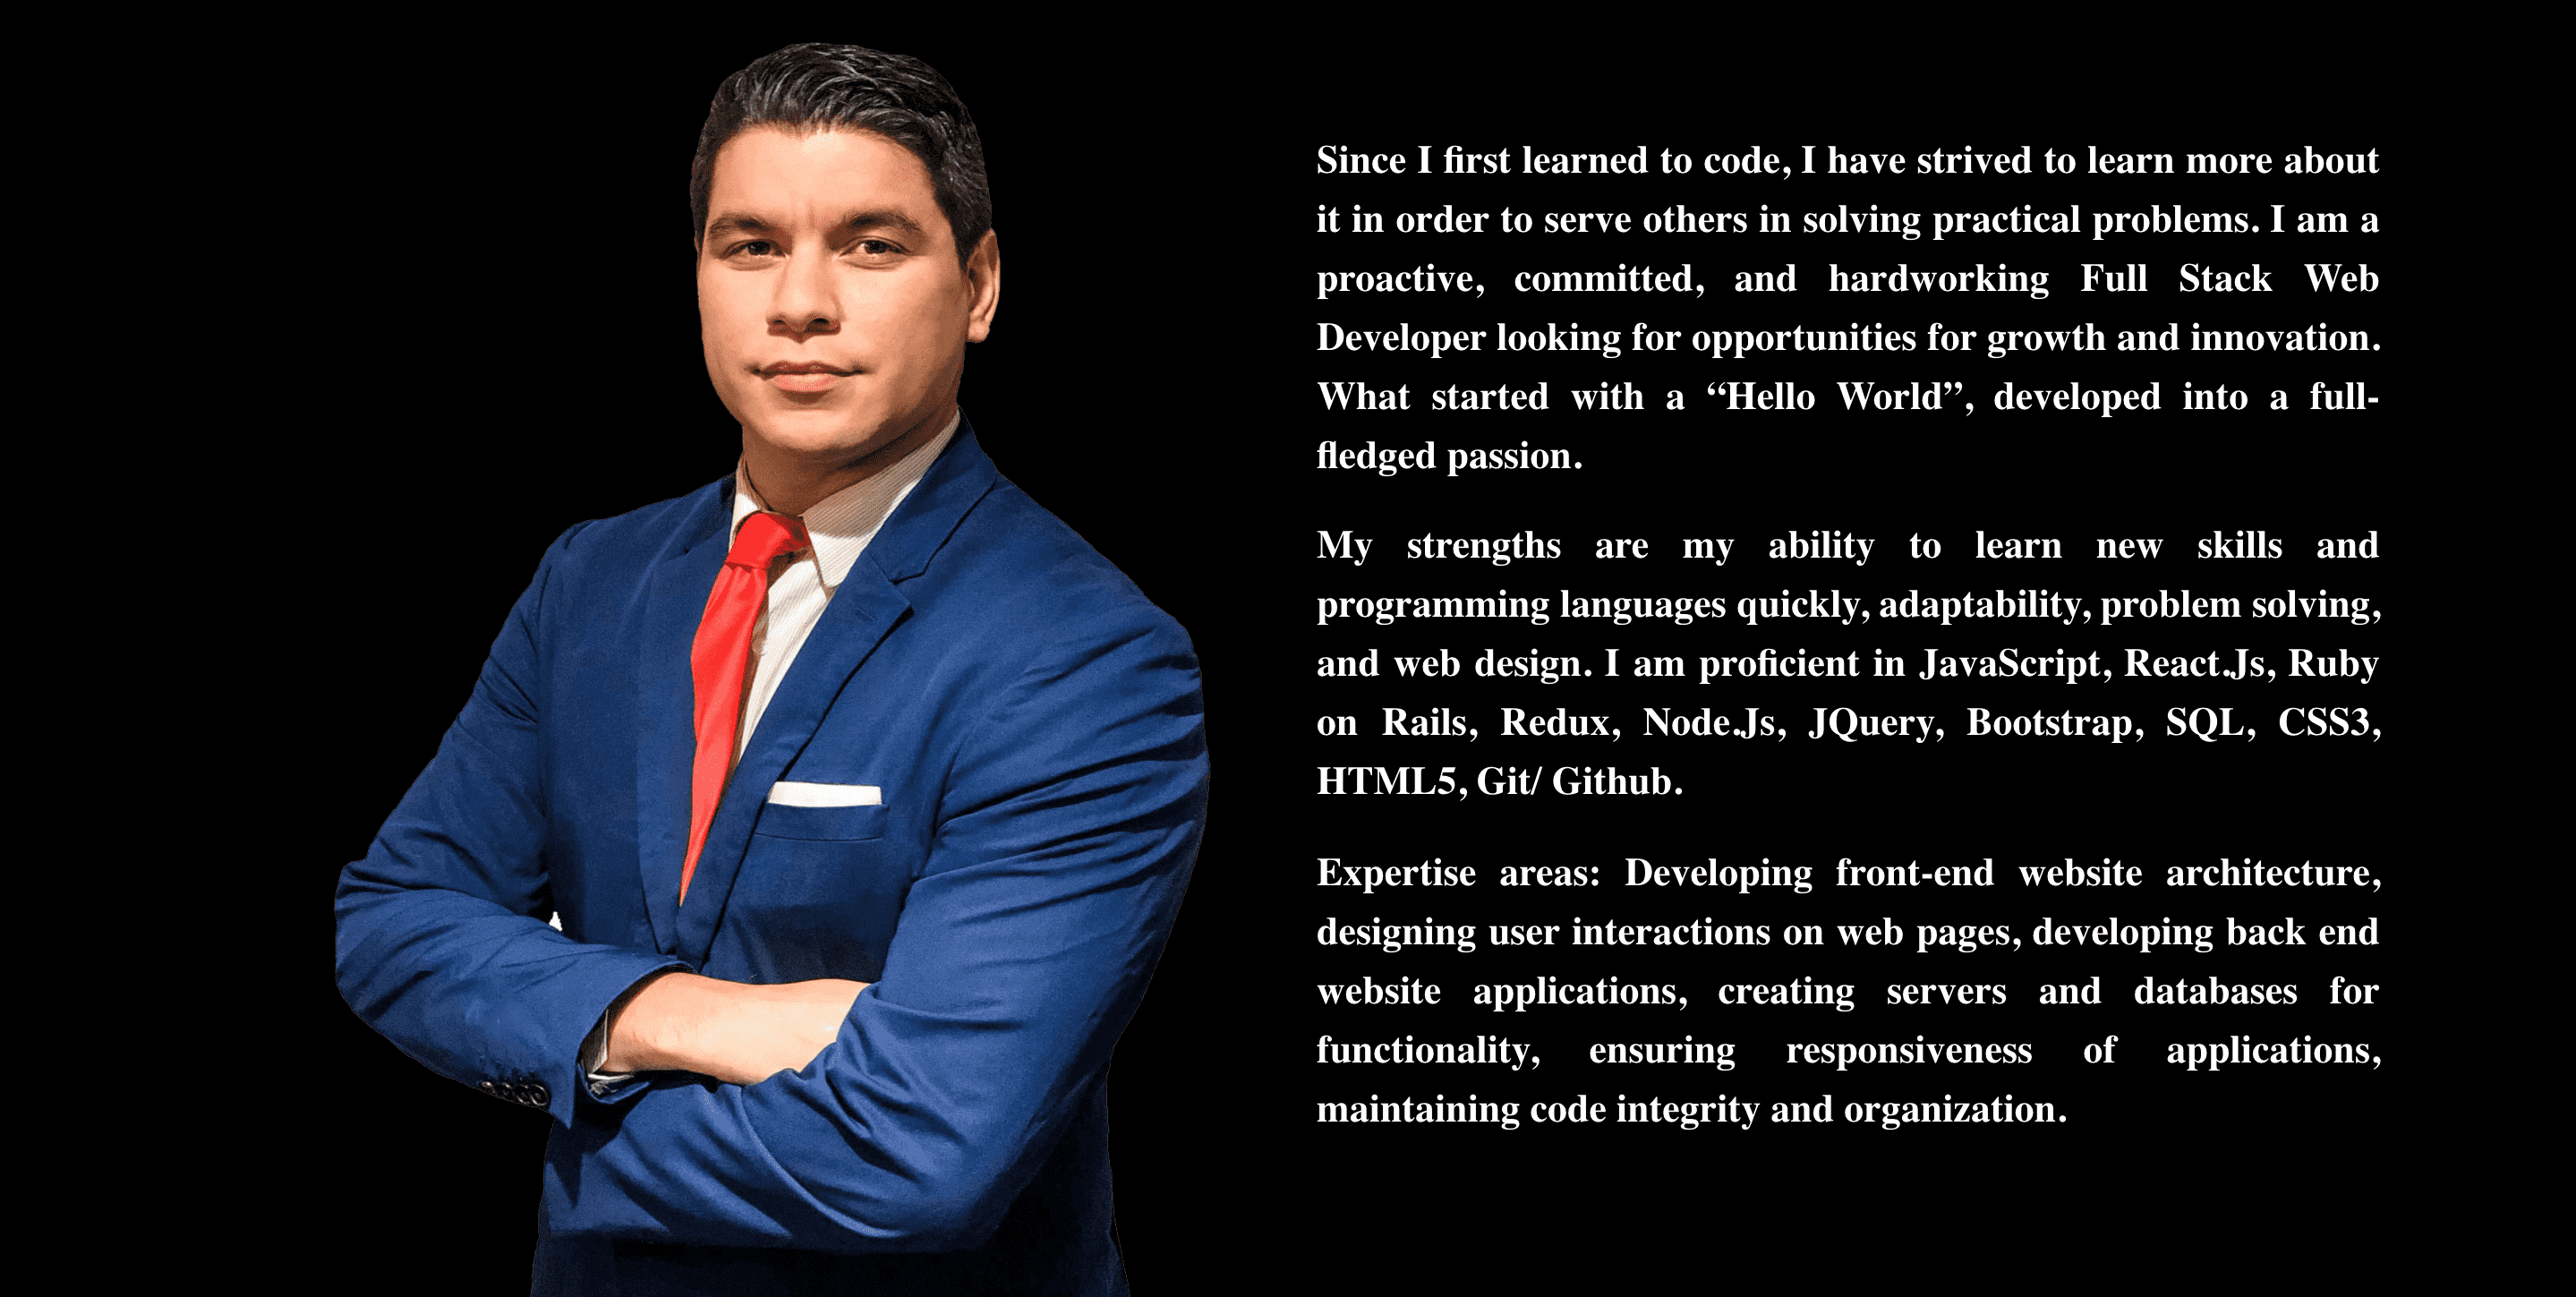 Since I first learned to code, I have strived to learn more about
it in order to serve others in solving practical problems. I am a
proactive, committed, and hardworking Full Stack Web
Developer looking for opportunities for growth and innovation.
What started with a “Hello World”, developed into a full-
fledged passion.
My strengths are my ability to learn new skills and
programming languages quickly, adaptability, problem solving,
and web design. I am proficient in JavaScript, React.Js, Ruby
on Rails, Redux, Node.Js, JQuery, Bootstrap, SQL, CSS3,
HTML5, Git/ Github.
Expertise areas: Developing front-end website architecture,
designing user interactions on web pages, developing back end
website applications, creating servers and databases for
functionality, ensuring responsiveness of applications,
maintaining code integrity and organization.